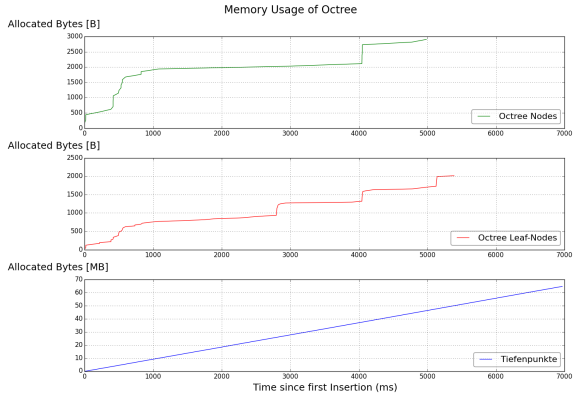 Memory Usage of Octree
Allocated Bytes [B]
3000
2500
2000
1500
1000
500
0
Octree Nodes
0 1000 2000 3000 4000 5000 6000 7000
Allocated Bytes [B]
2500
2000
1500
1000
500
0
Octree Leaf-Nodes
0 1000 2000 3000 4000 5000 6000 7000
Allocated Bytes [MB]
70
60
50
40
30
20
10
0
Tiefenpunkte
0 1000 2000 3000 4000 5000 6000 7000
Time since first Insertion (ms)